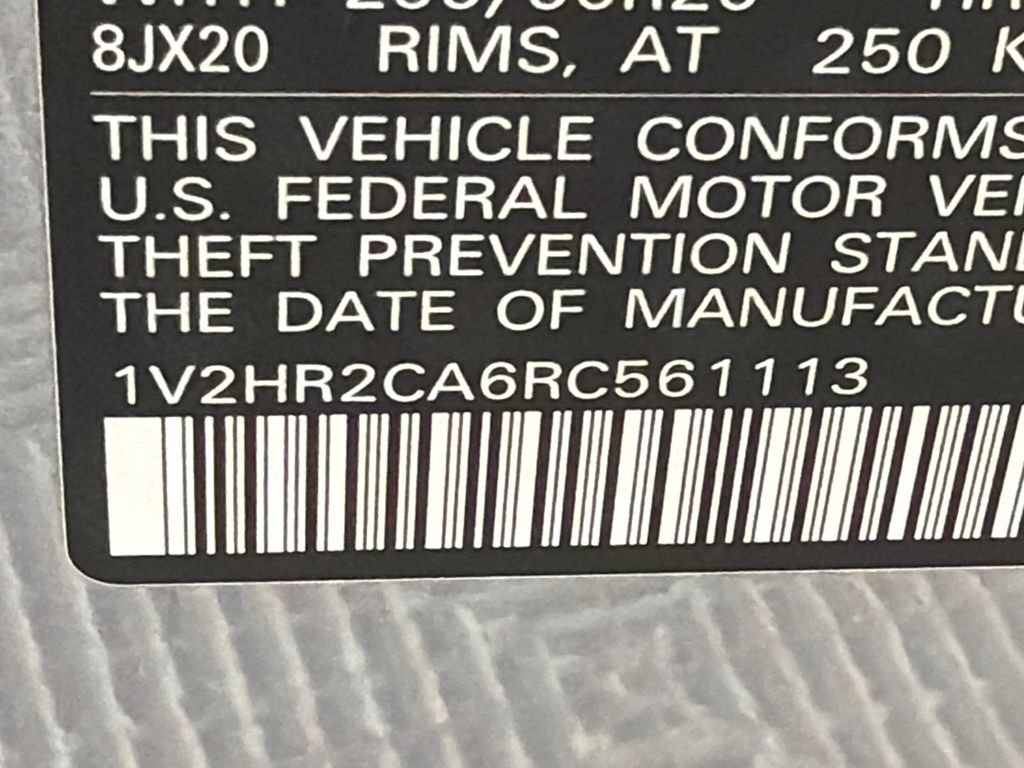 8JX20 RIMS, AT 250 K
THIS VEHICLE CONFORMS
U.S. FEDERAL MOTOR
THEFT PREVENTION
THE DATE OF
1V2HR2CA6RC561113